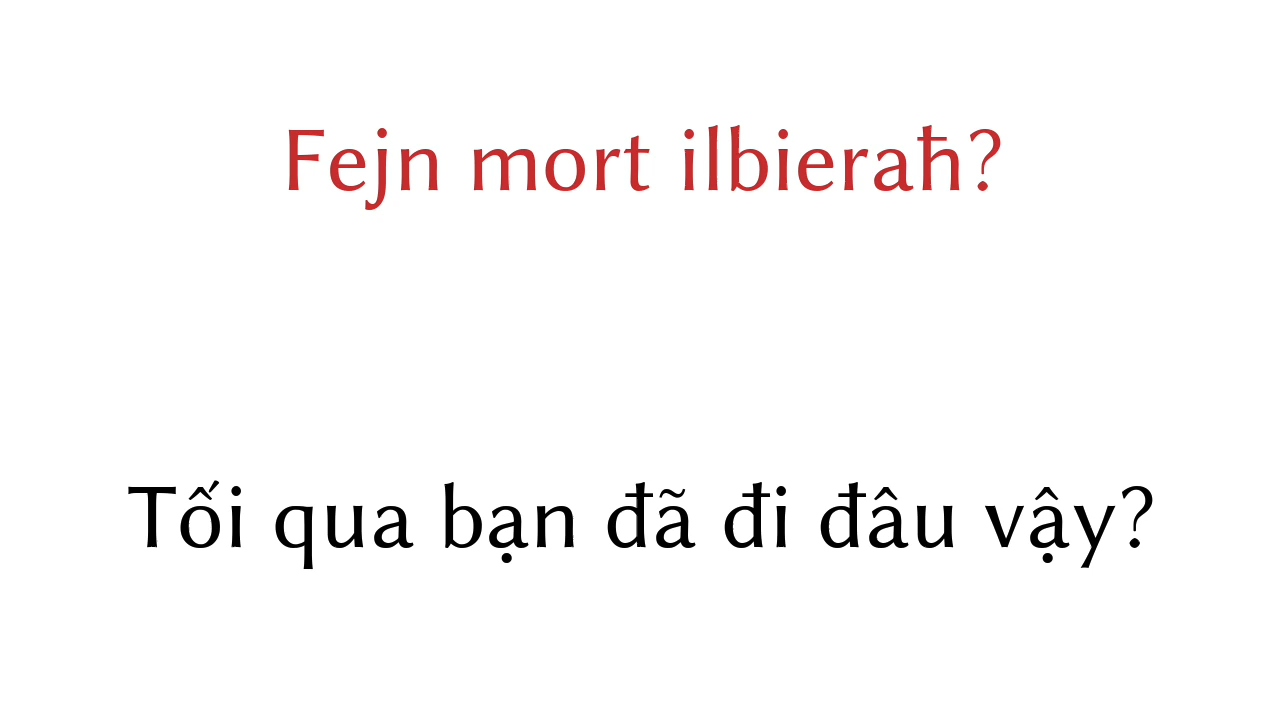 Fejn mort ilbieraħ?
Tối qua bạn đã đi đâu vậy?